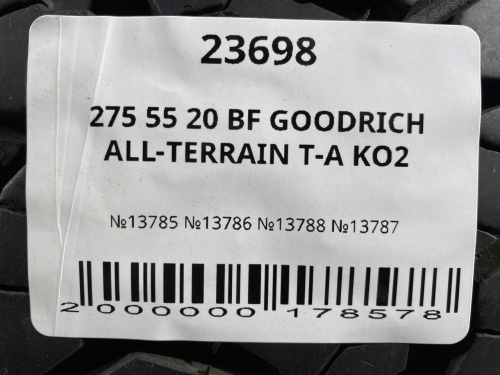 23698
275 55 20 BF GOODRICH
ALL-TERRAIN T-A KO2
№13785 №13786 №13788 №13787
2 000000 178578